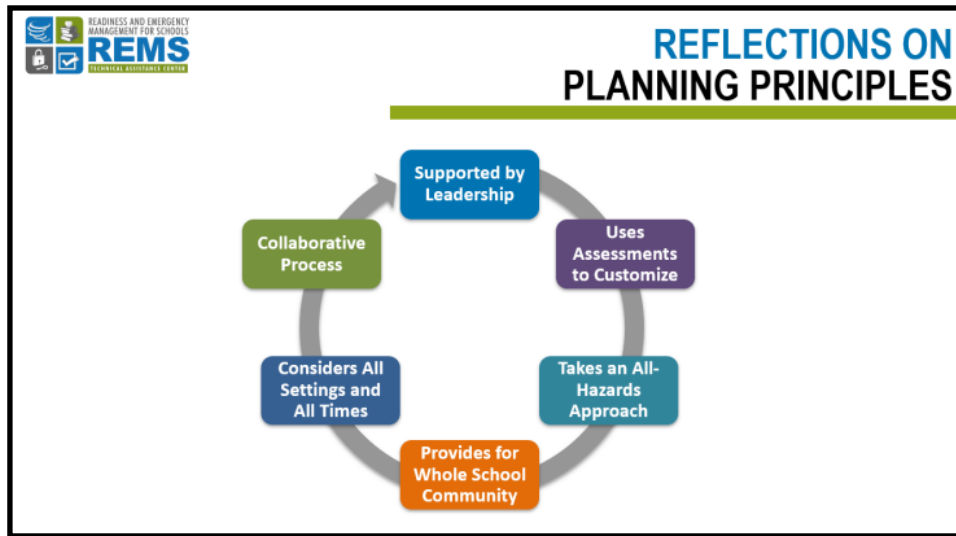 READINESS AND EMERGENCY
MANAGEMENT FOR SCHOOLS
REMS
TECHNICAL ASSISTANCE CENTER
REFLECTIONS ON
PLANNING PRINCIPLES
Supported by
Leadership
Uses
Assessments
to Customize
Takes an All-
Hazards
Approach
Provides for
Whole School
Community
Considers All
Settings and
All Times
Collaborative
Process